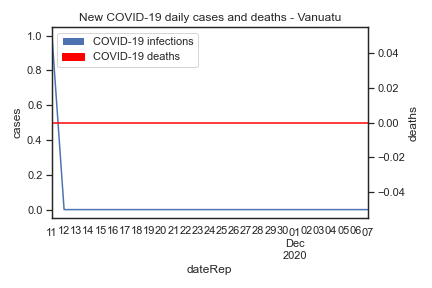 New COVID-19 daily cases and deaths - Vanuatu
COVID-19 infections
COVID-19 deaths
cases
1.0
0.8
0.6
0.4
0.2
0.0
deaths
0.04
0.02
0.00
−0.02
−0.04
11 12 13 14 15 16 17 18 19 20 21 22 23 24 25 26 27 28 29 30 01 02 03 04 05 06 07
Dec
2020
dateRep